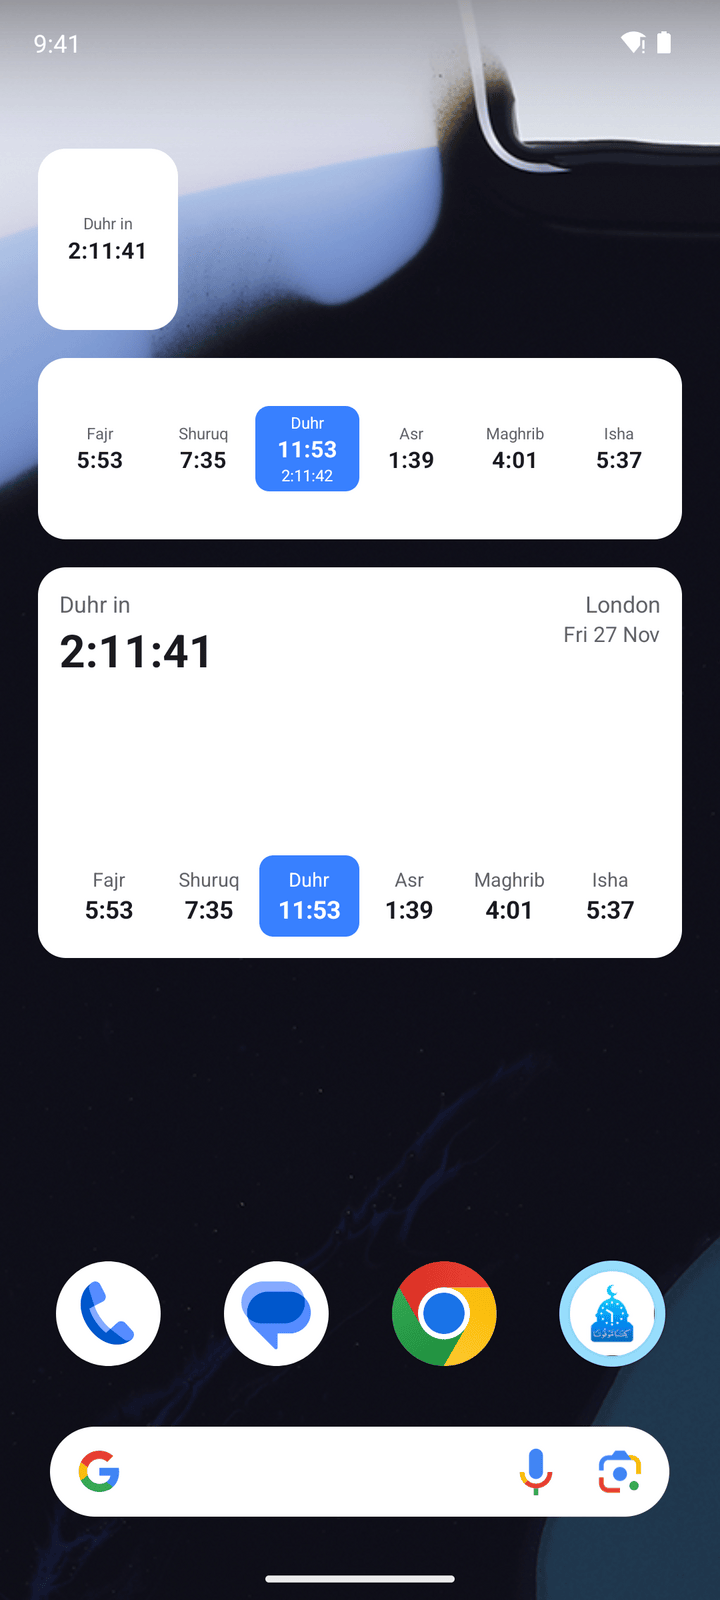 9:41
Duhr in
2:11:41
Fajr
5:53
Shuruq
7:35
Duhr
11:53
2:11:42
Asr
1:39
Maghrib
4:01
Isha
5:37
Duhr in
2:11:41
London
Fri 27 Nov
Fajr
5:53
Shuruq
7:35
Duhr
11:53
Asr
1:39
Maghrib
4:01
Isha
5:37